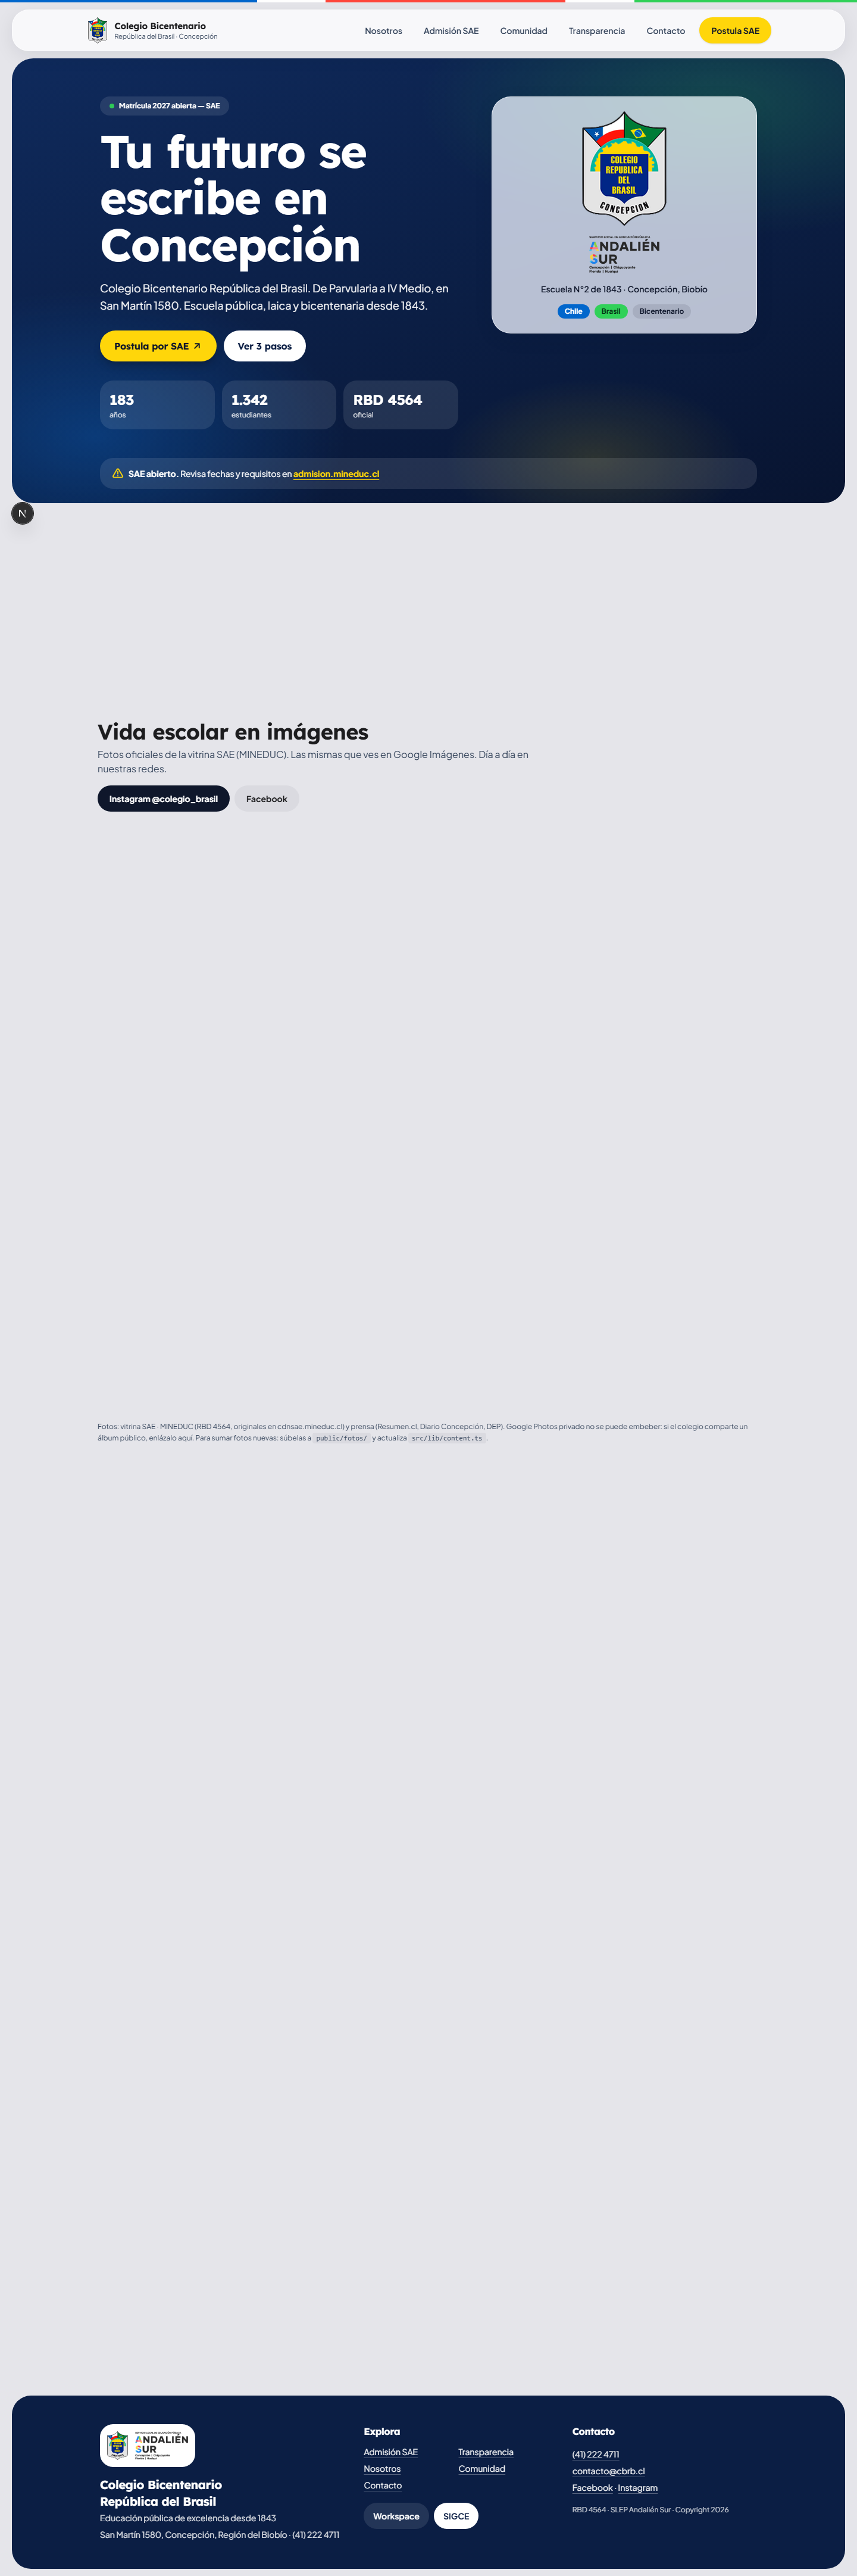 Colegio Bicentenario
República del Brasil · Concepción
Nosotros
Admisión SAE
Comunidad
Transparencia
Contacto
Postula SAE
Matrícula 2027 abierta — SAE
Tu futuro se
escribe en
Concepción
Colegio Bicentenario República del Brasil. De Parvularia a IV Medio, en
San Martín 1580. Escuela pública, laica y bicentenaria desde 1843.
Postula por SAE ↗
Ver 3 pasos
183
años
1.342
estudiantes
RBD 4564
oficial
COLEGIO
REPUBLICA
DEL
BRASIL
CONCEPCION
ANDALIÉN
SUR
Concepción | Chiguayante
Florida | Hualqui
Escuela N°2 de 1843 · Concepción, Biobío
Chile
Brasil
Bicentenario
SAE abierto. Revisa fechas y requisitos en admision.mineduc.cl
N
Vida escolar en imágenes
Fotos oficiales de la vitrina SAE (MINEDUC). Las mismas que ves en Google Imágenes. Día a día en
nuestras redes.
Instagram @colegio_brasil
Facebook
Fotos: vitrina SAE · MINEDUC (RBD 4564, originales en cdnsae.mineduc.cl) y prensa (Resumen.cl, Diario Concepción, DEP). Google Photos privado no se puede embeber: si el colegio comparte un
álbum público, enlázalo aquí. Para sumar fotos nuevas: súbelas a public/fotos/ y actualiza src/lib/content.ts .
ANDALIÉN
SUR
Colegio Bicentenario
República del Brasil
Educación pública de excelencia desde 1843
San Martín 1580, Concepción, Región del Biobío · (41) 222 4711
Explora
Admisión SAE
Transparencia
Nosotros
Comunidad
Contacto
Workspace
SIGCE
Contacto
(41) 222 4711
contacto@cbrb.cl
Facebook · Instagram
RBD 4564 · SLEP Andalién Sur · Copyright 2026